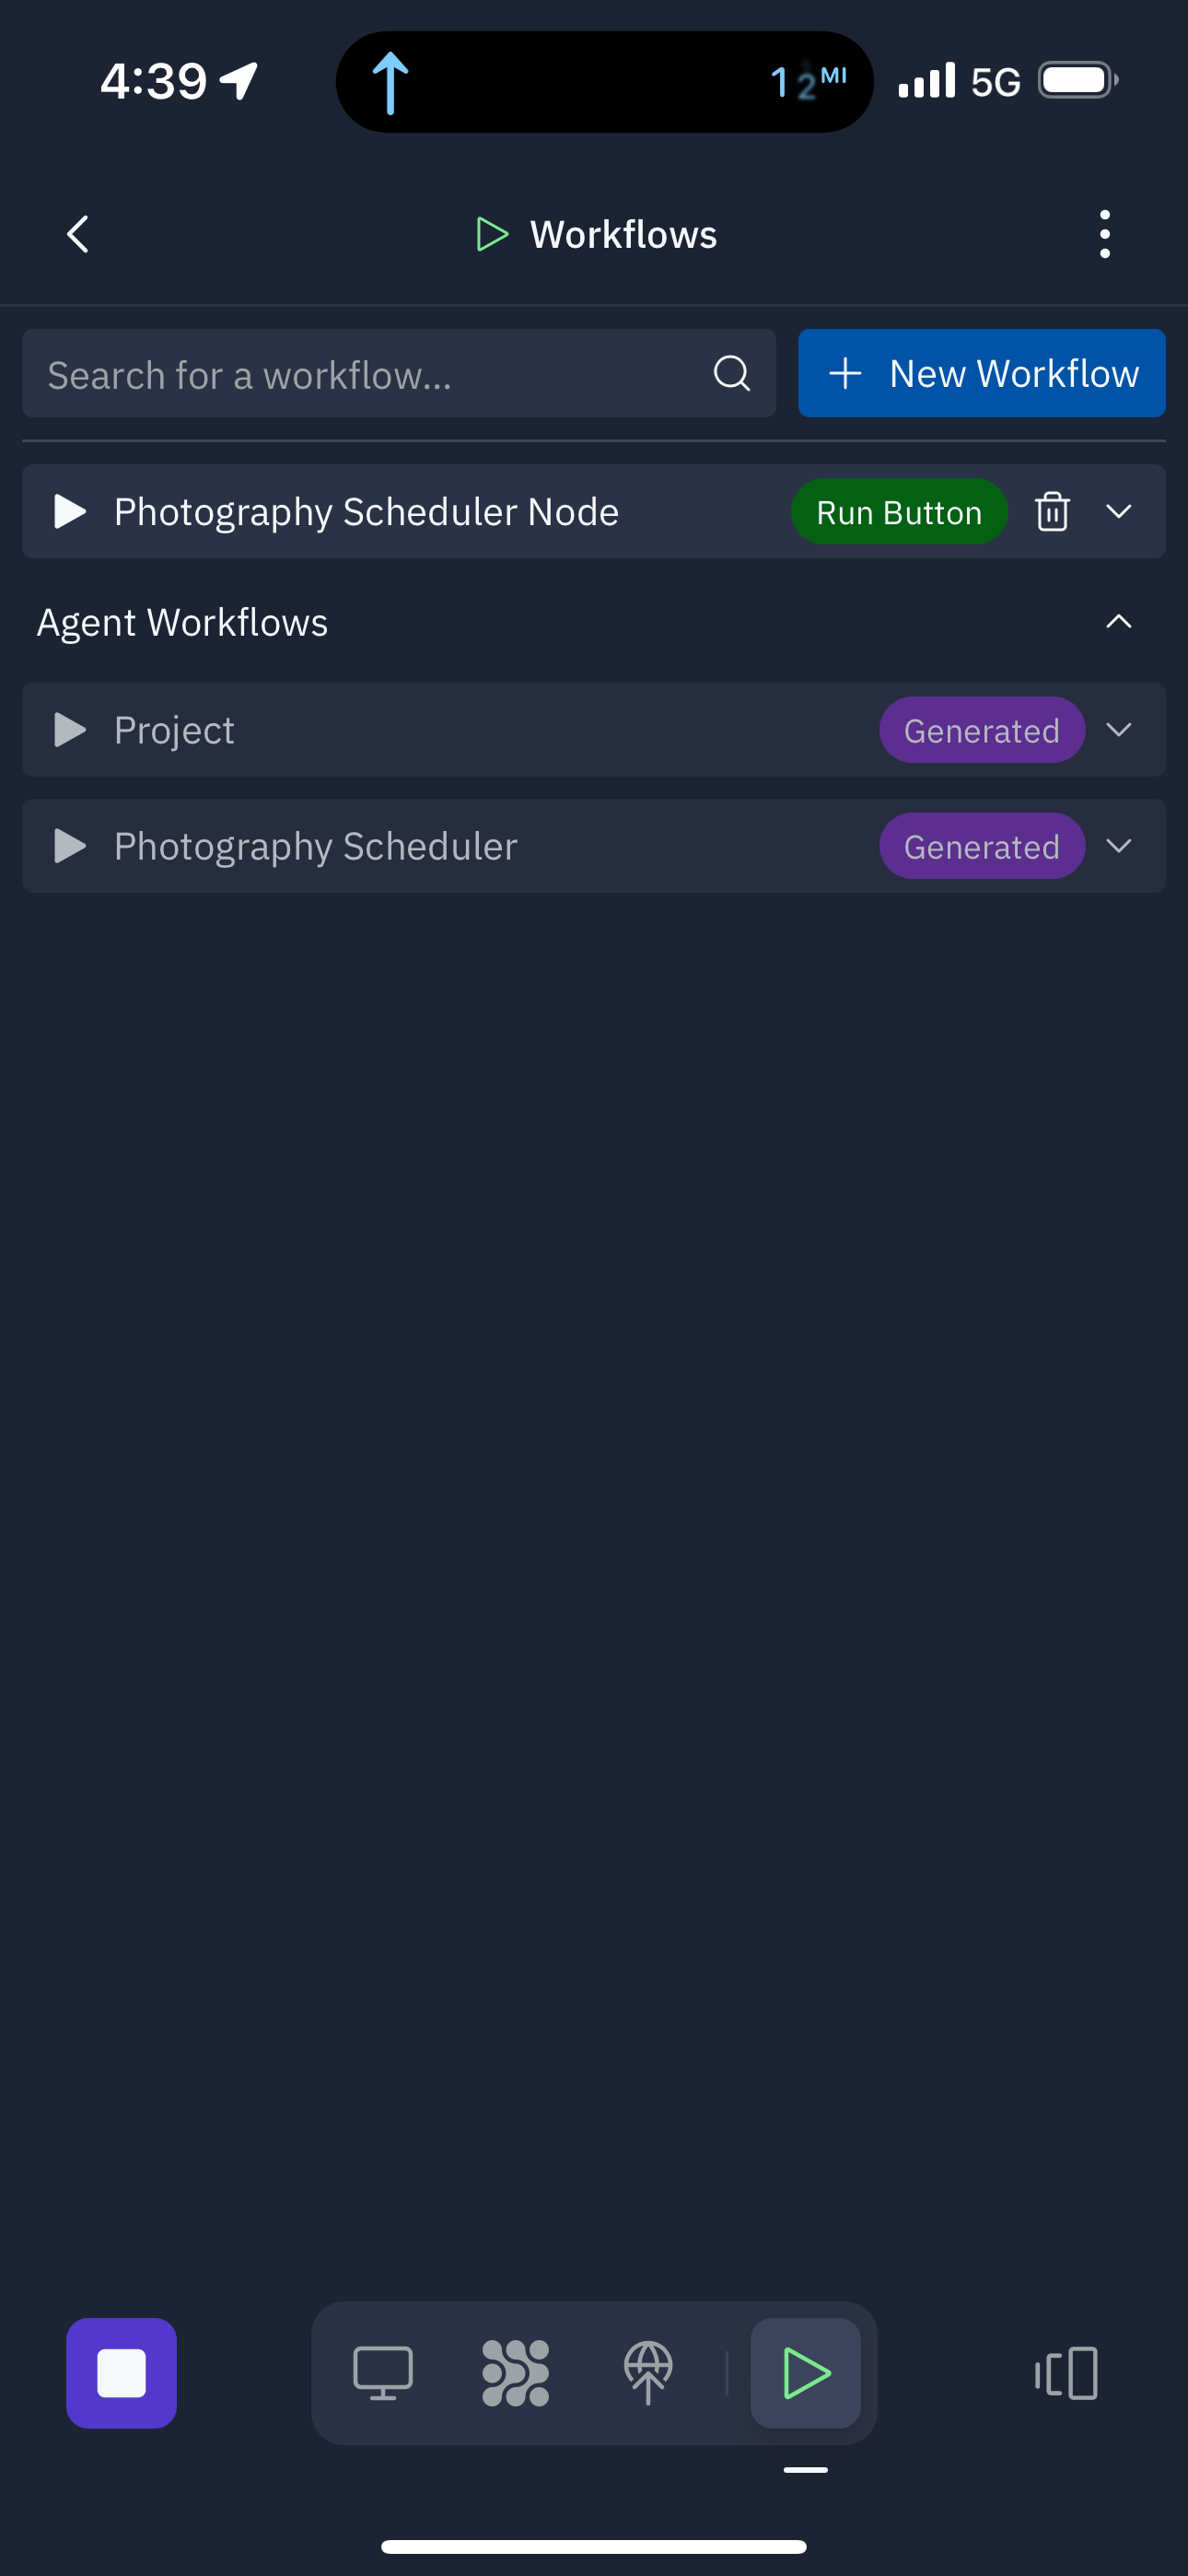 4:39
1 MI
5G
Workflows
Search for a workflow...
New Workflow
Photography Scheduler Node
Run Button
Agent Workflows
Project
Generated
Photography Scheduler
Generated